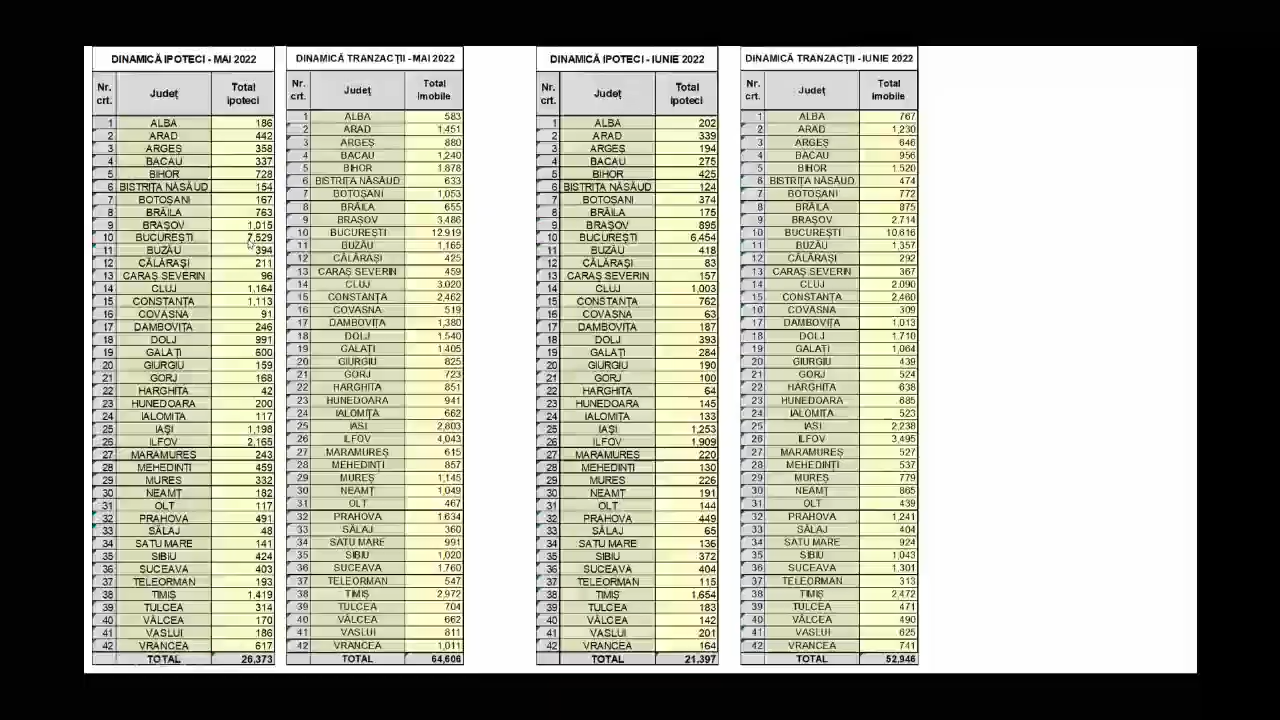 DINAMICĂ IPOTECI - MAI 2022
Nr. crt. Județ Total ipoteci
1 ALBA 186
2 ARAD 442
3 ARGEȘ 358
4 BACAU 337
5 BIHOR 728
6 BISTRIȚA NĂSĂUD 154
7 BOTOȘANI 167
8 BRĂILA 763
9 BRAȘOV 1,015
10 BUCUREȘTI 7,529
11 BUZĂU 394
12 CĂLĂRAȘI 211
13 CARAȘ SEVERIN 96
14 CLUJ 1,164
15 CONSTANȚA 1,113
16 COVASNA 91
17 DAMBOVIȚA 246
18 DOLJ 991
19 GALAȚI 600
20 GIURGIU 159
21 GORJ 168
22 HARGHITA 42
23 HUNEDOARA 200
24 IALOMIȚA 117
25 IAȘI 1,198
26 ILFOV 2,165
27 MARAMUREȘ 243
28 MEHEDINȚI 459
29 MUREȘ 332
30 NEAMȚ 182
31 OLT 117
32 PRAHOVA 491
33 SĂLAJ 48
34 SATU MARE 141
35 SIBIU 424
36 SUCEAVA 403
37 TELEORMAN 193
38 TIMIȘ 1,419
39 TULCEA 314
40 VÂLCEA 170
41 VASLUI 186
42 VRANCEA 617
TOTAL 26,373
DINAMICĂ TRANZACȚII - MAI 2022
Nr. crt. Județ Total imobile
1 ALBA 583
2 ARAD 1,451
3 ARGEȘ 880
4 BACAU 1,240
5 BIHOR 1,878
6 BISTRIȚA NĂSĂUD 633
7 BOTOȘANI 1,053
8 BRĂILA 655
9 BRAȘOV 3,486
10 BUCUREȘTI 12,919
11 BUZĂU 1,165
12 CĂLĂRAȘI 425
13 CARAȘ SEVERIN 459
14 CLUJ 3,020
15 CONSTANȚA 2,462
16 COVASNA 519
17 DAMBOVIȚA 1,380
18 DOLJ 1,540
19 GALAȚI 1,405
20 GIURGIU 825
21 GORJ 723
22 HARGHITA 851
23 HUNEDOARA 941
24 IALOMIȚA 662
25 IASI 2,803
26 ILFOV 4,043
27 MARAMUREȘ 615
28 MEHEDINȚI 857
29 MUREȘ 1,145
30 NEAMȚ 1,049
31 OLT 467
32 PRAHOVA 1,634
33 SĂLAJ 360
34 SATU MARE 991
35 SIBIU 1,020
36 SUCEAVA 1,760
37 TELEORMAN 547
38 TIMIȘ 2,972
39 TULCEA 704
40 VÂLCEA 662
41 VASLUI 811
42 VRANCEA 1,011
TOTAL 64,606
DINAMICĂ IPOTECI - IUNIE 2022
Nr. crt. Județ Total ipoteci
1 ALBA 202
2 ARAD 339
3 ARGEȘ 194
4 BACAU 275
5 BIHOR 425
6 BISTRIȚA NĂSĂUD 124
7 BOTOȘANI 374
8 BRĂILA 175
9 BRAȘOV 895
10 BUCUREȘTI 6,454
11 BUZĂU 418
12 CĂLĂRAȘI 83
13 CARAȘ SEVERIN 157
14 CLUJ 1,003
15 CONSTANȚA 762
16 COVASNA 63
17 DAMBOVIȚA 187
18 DOLJ 393
19 GALAȚI 284
20 GIURGIU 190
21 GORJ 100
22 HARGHITA 64
23 HUNEDOARA 145
24 IALOMIȚA 133
25 IAȘI 1,253
26 ILFOV 1,909
27 MARAMUREȘ 220
28 MEHEDINȚI 130
29 MUREȘ 226
30 NEAMȚ 191
31 OLT 144
32 PRAHOVA 449
33 SĂLAJ 65
34 SATU MARE 136
35 SIBIU 372
36 SUCEAVA 404
37 TELEORMAN 115
38 TIMIȘ 1,654
39 TULCEA 183
40 VÂLCEA 142
41 VASLUI 201
42 VRANCEA 164
TOTAL 21,397
DINAMICĂ TRANZACȚII - IUNIE 2022
Nr. crt. Județ Total imobile
1 ALBA 767
2 ARAD 1,230
3 ARGEȘ 646
4 BACAU 956
5 BIHOR 1,520
6 BISTRIȚA NĂSĂUD 474
7 BOTOȘANI 772
8 BRĂILA 875
9 BRAȘOV 2,714
10 BUCUREȘTI 10,616
11 BUZĂU 1,357
12 CĂLĂRAȘI 292
13 CARAȘ SEVERIN 367
14 CLUJ 2,090
15 CONSTANȚA 2,460
16 COVASNA 309
17 DAMBOVIȚA 1,013
18 DOLJ 1,710
19 GALAȚI 1,064
20 GIURGIU 439
21 GORJ 524
22 HARGHITA 638
23 HUNEDOARA 685
24 IALOMIȚA 523
25 IASI 2,238
26 ILFOV 3,495
27 MARAMUREȘ 527
28 MEHEDINȚI 537
29 MUREȘ 779
30 NEAMȚ 865
31 OLT 439
32 PRAHOVA 1,241
33 SĂLAJ 404
34 SATU MARE 924
35 SIBIU 1,043
36 SUCEAVA 1,301
37 TELEORMAN 313
38 TIMIȘ 2,472
39 TULCEA 471
40 VÂLCEA 490
41 VASLUI 625
42 VRANCEA 741
TOTAL 52,946